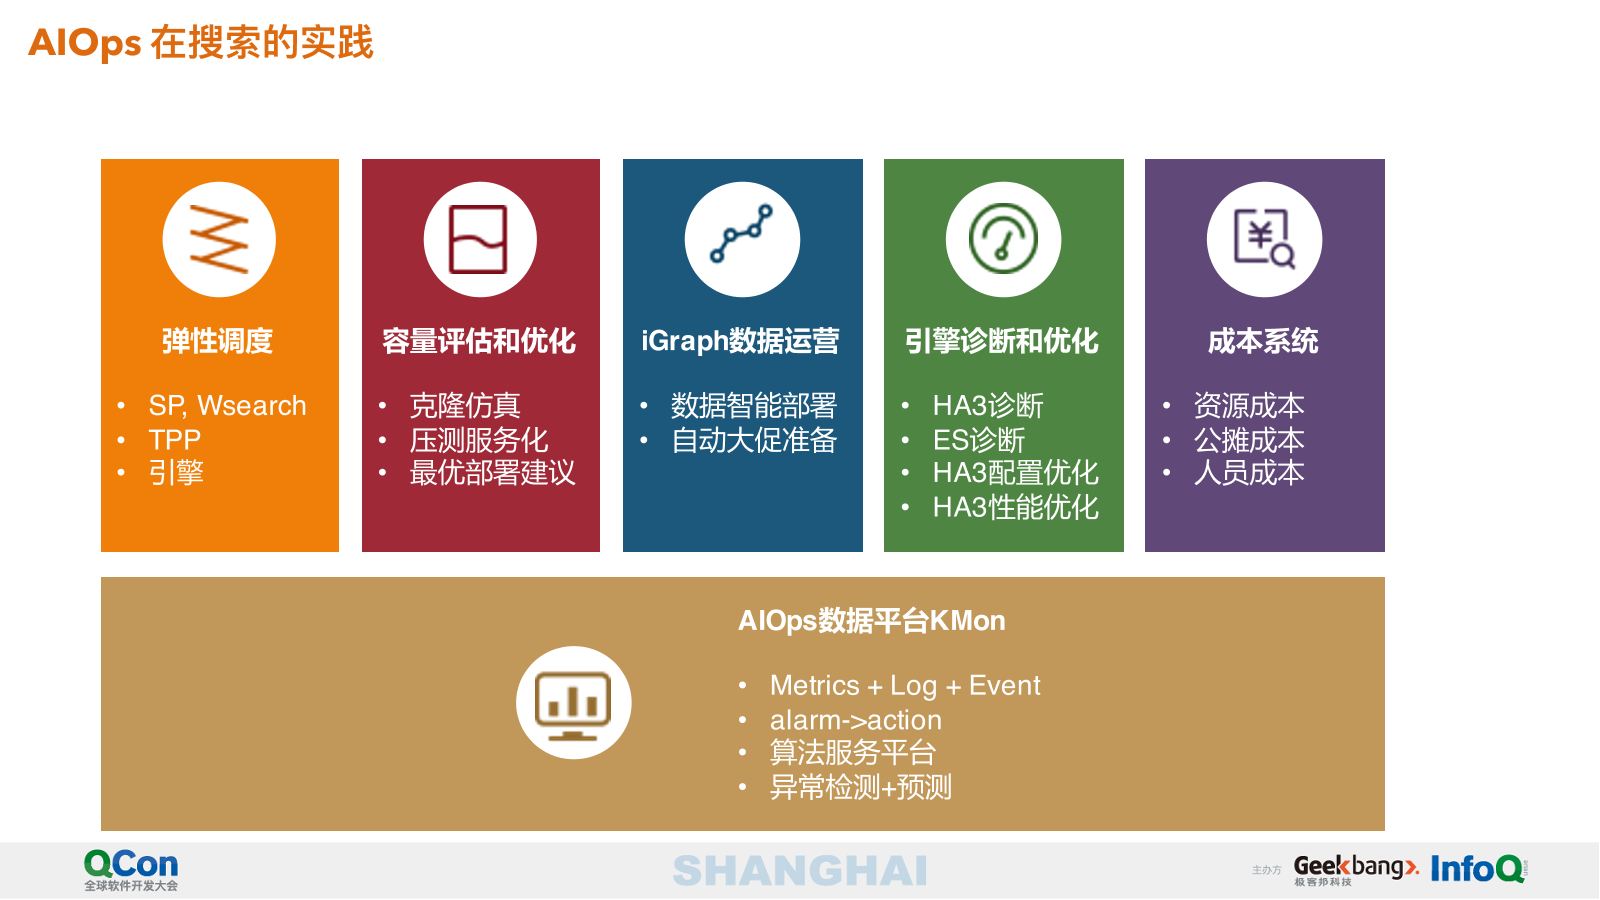 AIOps 在搜索的实践
弹性调度
• SP, Wsearch
• TPP
• 引擎
容量评估和优化
• 克隆仿真
• 压测服务化
• 最优部署建议
iGraph数据运营
• 数据智能部署
• 自动大促准备
引擎诊断和优化
• HA3诊断
• ES诊断
• HA3配置优化
• HA3性能优化
成本系统
• 资源成本
• 公摊成本
• 人员成本
AIOps数据平台KMon
• Metrics + Log + Event
• alarm->action
• 算法服务平台
• 异常检测+预测
QCon
全球软件开发大会
SHANGHAI
主办方
Geekbang
极客邦科技
InfoQ